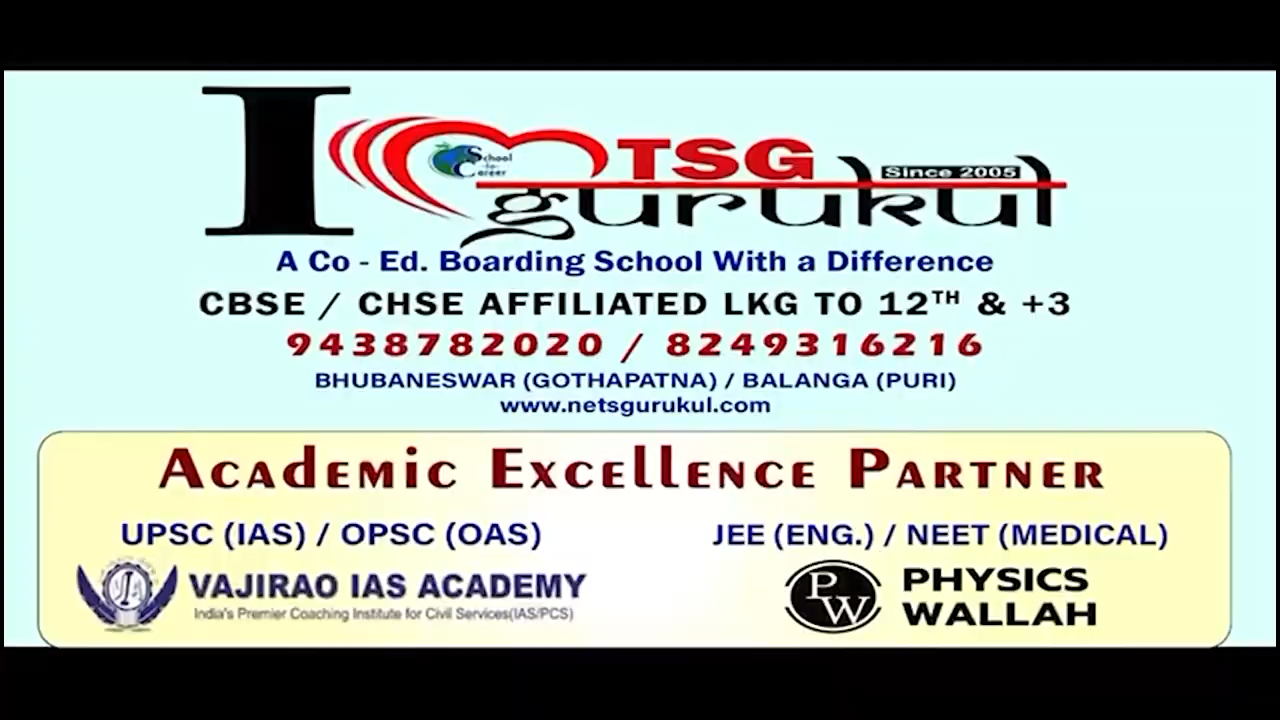 I TSG
School
to
Career
Since 2005
gurukul
A Co - Ed. Boarding School With a Difference
CBSE / CHSE AFFILIATED LKG TO 12TH & +3
9438782020 / 8249316216
BHUBANESWAR (GOTHAPATNA) / BALANGA (PURI)
www.netsgurukul.com
Academic Excellence Partner
UPSC (IAS) / OPSC (OAS)
VAJIRAO IAS ACADEMY
India's Premier Coaching Institute for Civil Services(IAS/PCS)
JEE (ENG.) / NEET (MEDICAL)
PW
PHYSICS
WALLAH